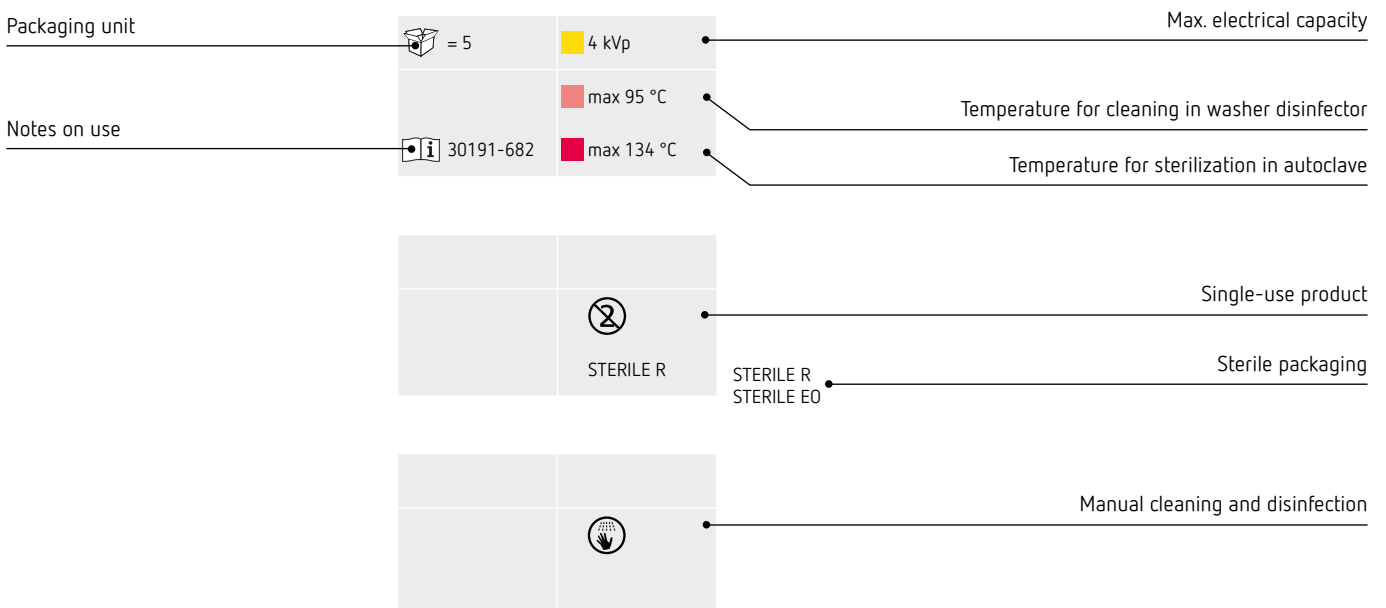 Packaging unit
= 5
4 kVp
Max. electrical capacity
max 95 °C
Temperature for cleaning in washer disinfector
Notes on use
i 30191-682
max 134 °C
Temperature for sterilization in autoclave
2
Single-use product
STERILE R
STERILE R
STERILE EO
Sterile packaging
Manual cleaning and disinfection